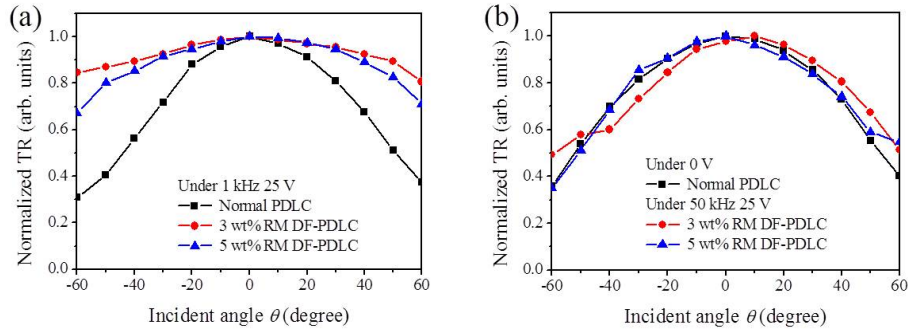 (a)
Normalized TR (arb. units)
1.0
0.8
0.6
0.4
0.2
0.0
Under 1 kHz 25 V
Normal PDLC
3 wt% RM DF-PDLC
5 wt% RM DF-PDLC
-60 -40 -20 0 20 40 60
Incident angle θ (degree)
(b)
Normalized TR (arb. units)
1.0
0.8
0.6
0.4
0.2
0.0
Under 0 V
Normal PDLC
Under 50 kHz 25 V
3 wt% RM DF-PDLC
5 wt% RM DF-PDLC
-60 -40 -20 0 20 40 60
Incident angle θ (degree)